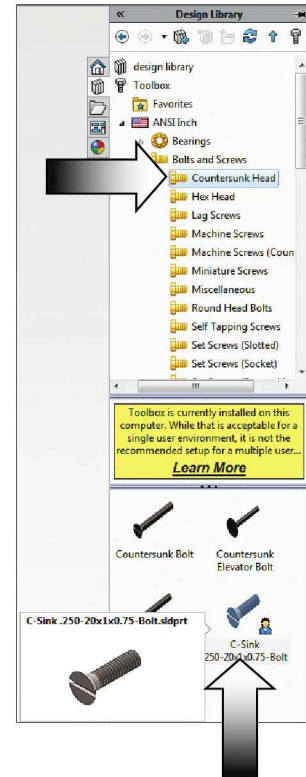 Design Library
design library
Toolbox
Favorites
ANSI Inch
Bearings
Bolts and Screws
Countersunk Head
Hex Head
Lag Screws
Machine Screws
Machine Screws (Coun
Miniature Screws
Miscellaneous
Round Head Bolts
Self Tapping Screws
Set Screws (Slotted)
Set Screws (Socket)
Toolbox is currently installed on this
computer. While that is acceptable for a
single user environment, it is not the
recommended setup for a multiple user...
Learn More
Countersunk Bolt
Countersunk
Elevator Bolt
C-Sink .250-20x1x0.75-Bolt.sldprt
C-Sink
250-20x1x0.75-Bolt